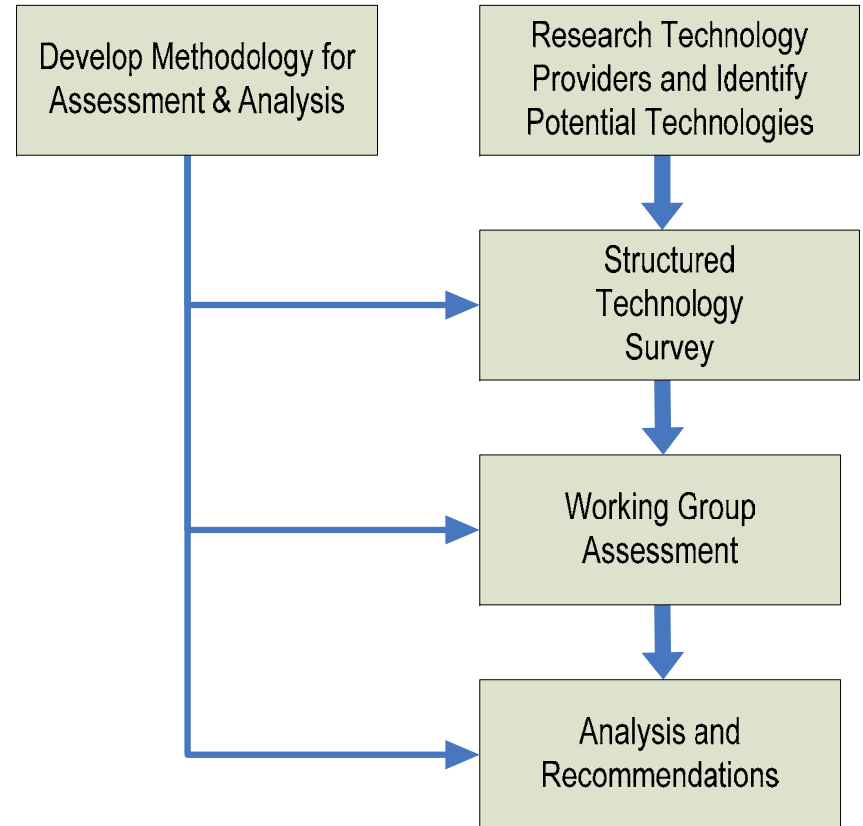 Develop Methodology for
Assessment & Analysis
Research Technology
Providers and Identify
Potential Technologies
Structured
Technology
Survey
Working Group
Assessment
Analysis and
Recommendations